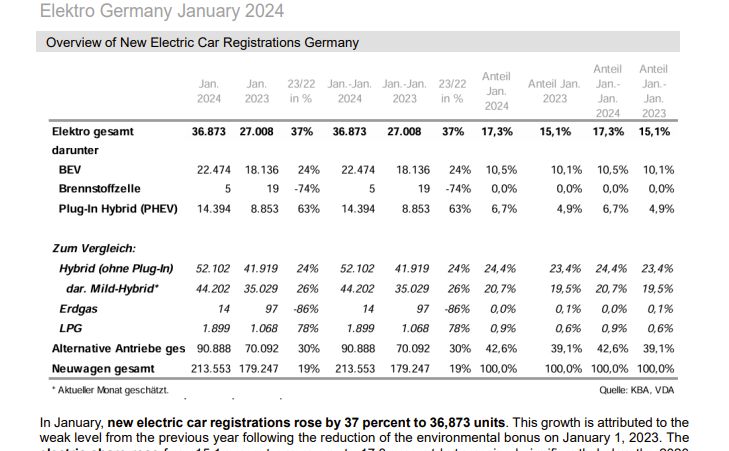 Elektro Germany January 2024
Overview of New Electric Car Registrations Germany
Jan. 2024 Jan. 2023 23/22 in % Jan.-Jan. 2024 Jan.-Jan. 2023 23/22 in % Anteil Jan. 2024 Anteil Jan. 2023 Anteil Jan.-Jan. 2024 Anteil Jan.-Jan. 2023
Elektro gesamt 36.873 27.008 37% 36.873 27.008 37% 17,3% 15,1% 17,3% 15,1%
darunter
BEV 22.474 18.136 24% 22.474 18.136 24% 10,5% 10,1% 10,5% 10,1%
Brennstoffzelle 5 19 -74% 5 19 -74% 0,0% 0,0% 0,0% 0,0%
Plug-In Hybrid (PHEV) 14.394 8.853 63% 14.394 8.853 63% 6,7% 4,9% 6,7% 4,9%
Zum Vergleich:
Hybrid (ohne Plug-In) 52.102 41.919 24% 52.102 41.919 24% 24,4% 23,4% 24,4% 23,4%
dar. Mild-Hybrid* 44.202 35.029 26% 44.202 35.029 26% 20,7% 19,5% 20,7% 19,5%
Erdgas 14 97 -86% 14 97 -86% 0,0% 0,1% 0,0% 0,1%
LPG 1.899 1.068 78% 1.899 1.068 78% 0,9% 0,6% 0,9% 0,6%
Alternative Antriebe ges 90.888 70.092 30% 90.888 70.092 30% 42,6% 39,1% 42,6% 39,1%
Neuwagen gesamt 213.553 179.247 19% 213.553 179.247 19% 100,0% 100,0% 100,0% 100,0%
* Aktueller Monat geschätzt. Quelle: KBA, VDA
In January, new electric car registrations rose by 37 percent to 36,873 units. This growth is attributed to the
weak level from the previous year following the reduction of the environmental bonus on January 1, 2023. The